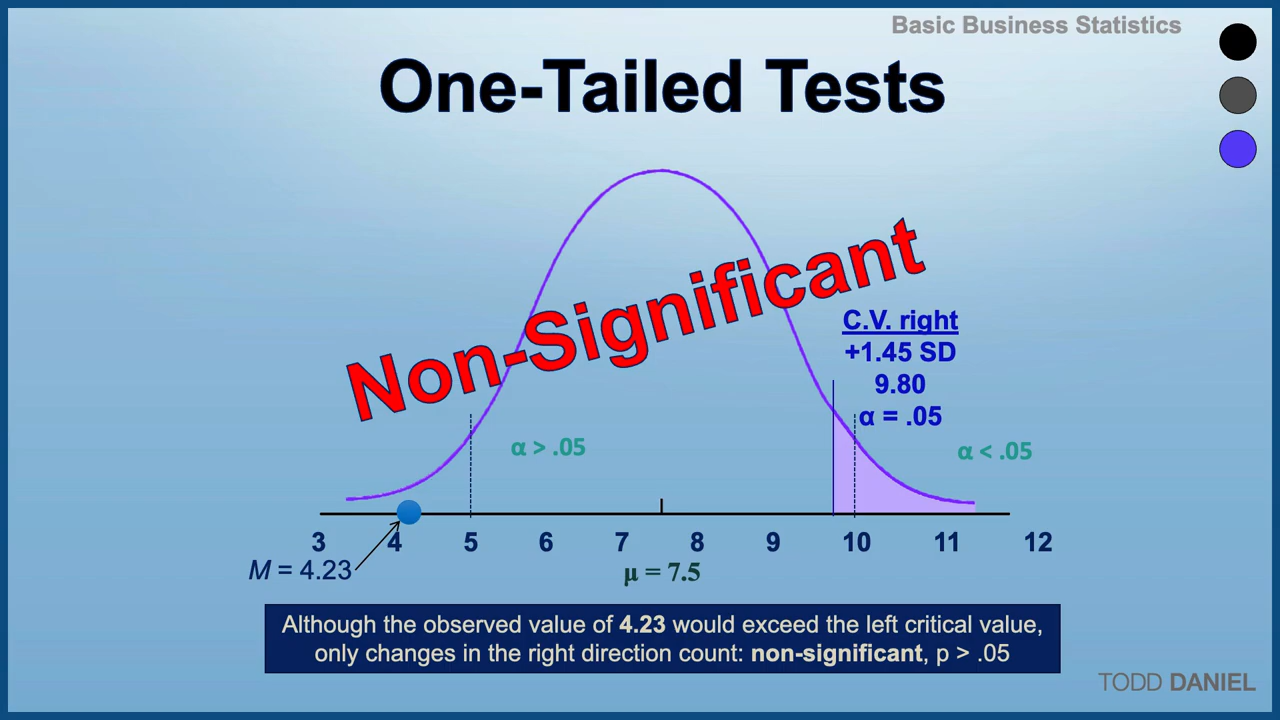 Basic Business Statistics
One-Tailed Tests
Non-Significant
C.V. right
+1.45 SD
9.80
α = .05
α > .05
α < .05
3 4 5 6 7 8 9 10 11 12
M = 4.23
μ = 7.5
Although the observed value of 4.23 would exceed the left critical value,
only changes in the right direction count: non-significant, p > .05
TODD DANIEL